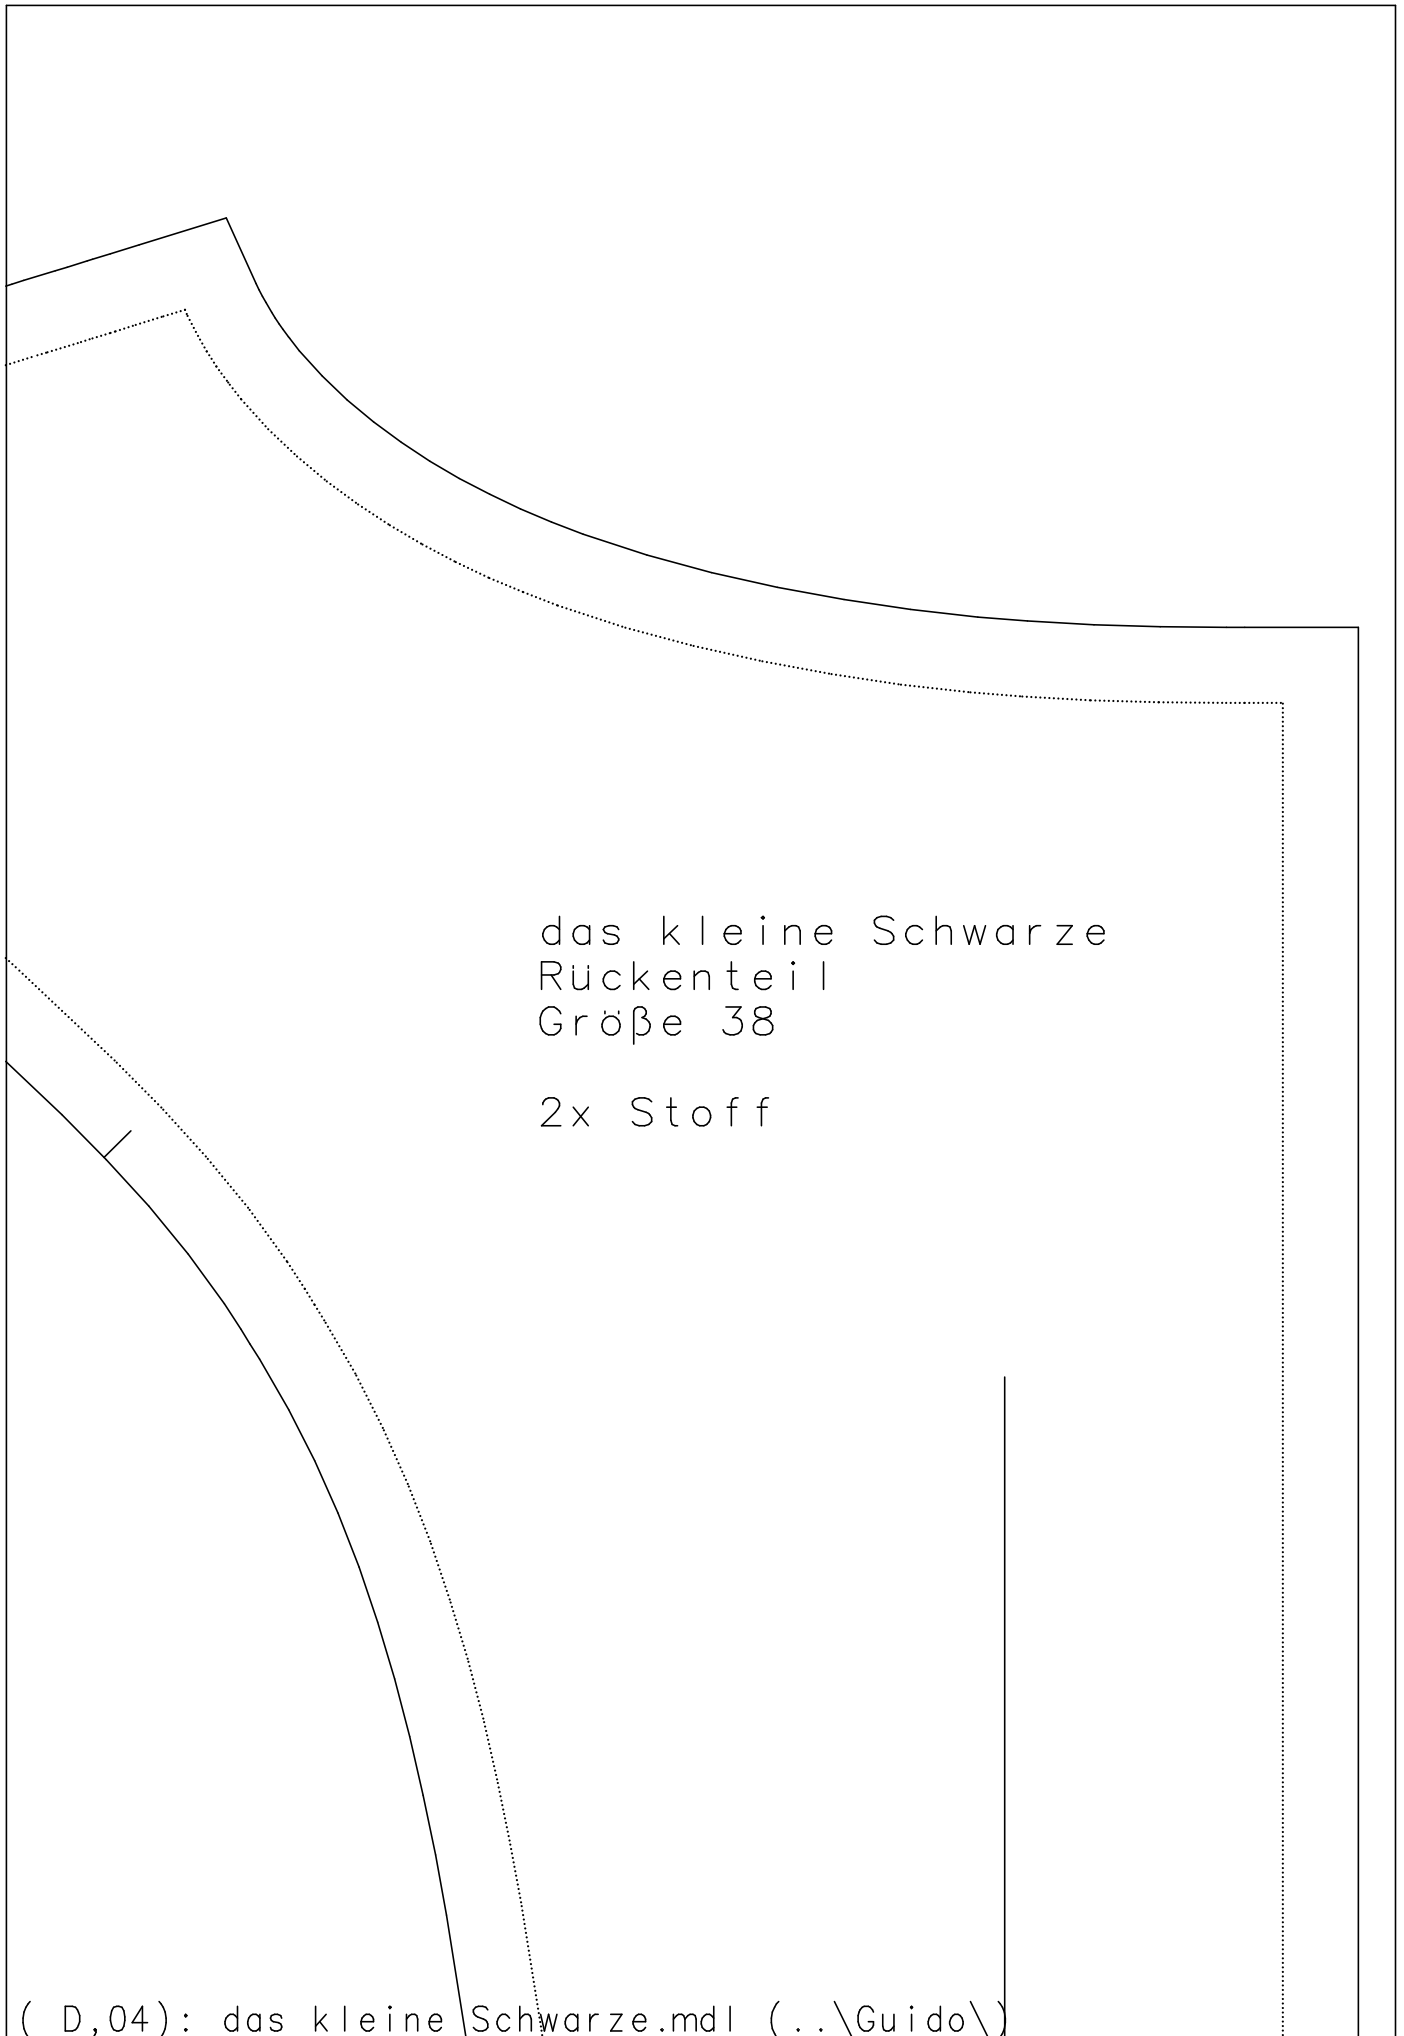 das kleine Schwarze
Rückenteil
Größe 38
2x Stoff
( D,04): das kleine Schwarze.mdl (..\Guido\)